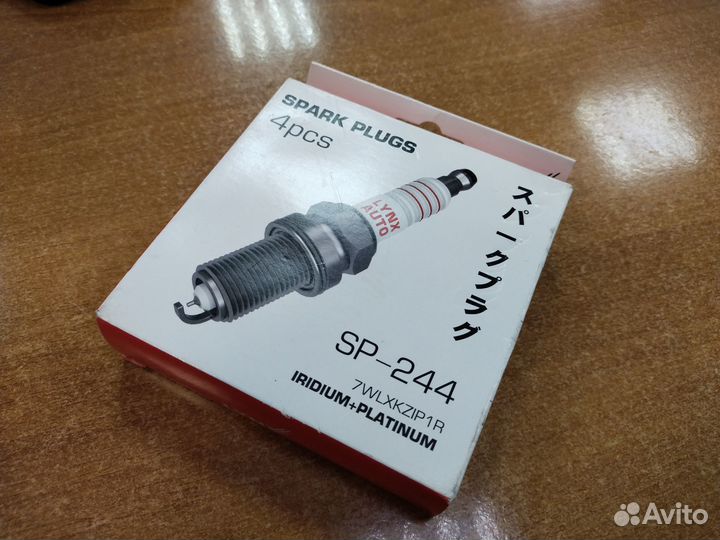 SPARK PLUGS
4pcs
LYNX
AUTO
スパークプラグ
SP-244
7WLXKZIP1R
IRIDIUM+PLATINUM
Avito